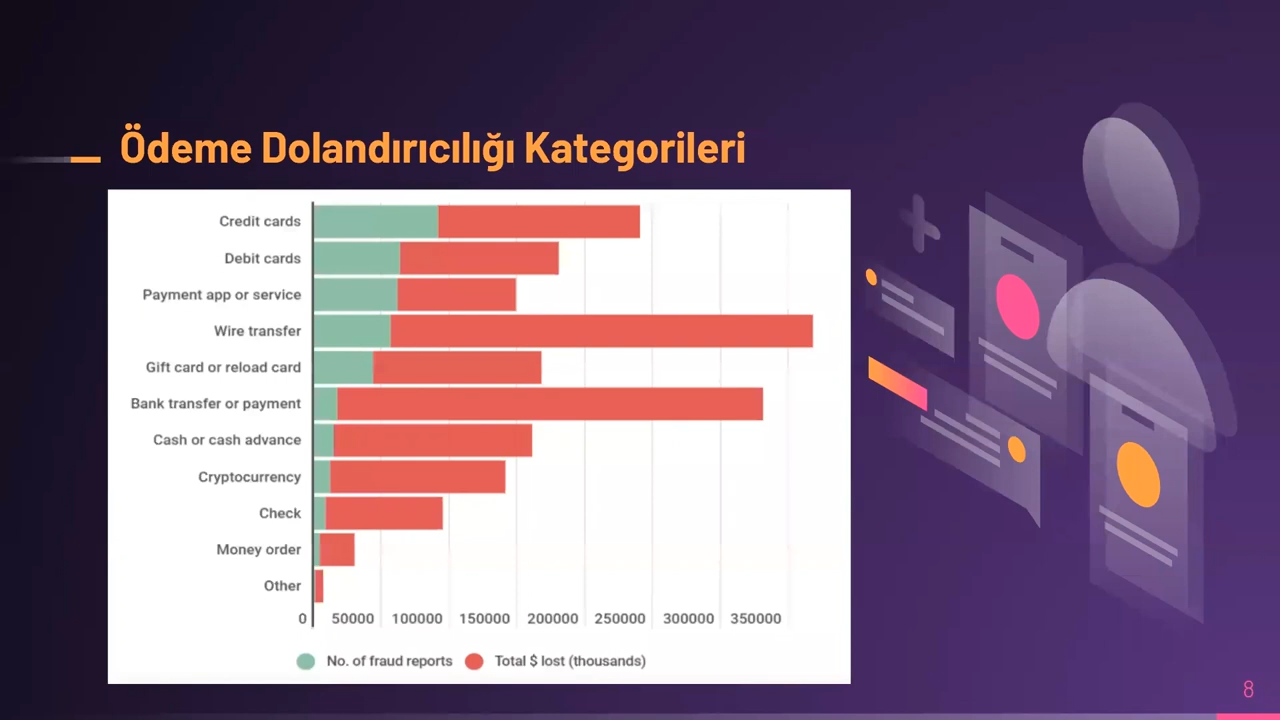 Ödeme Dolandırıcılığı Kategorileri
Credit cards
Debit cards
Payment app or service
Wire transfer
Gift card or reload card
Bank transfer or payment
Cash or cash advance
Cryptocurrency
Check
Money order
Other
0 50000 100000 150000 200000 250000 300000 350000
No. of fraud reports Total $ lost (thousands)
8